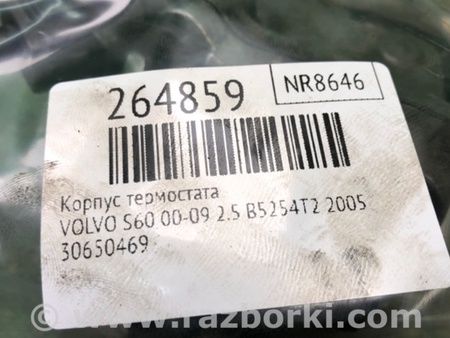 264859
NR8646
Корпус термостата
VOLVO S60 00-09 2.5 B5254T2 2005
30650469
www.razborki.com